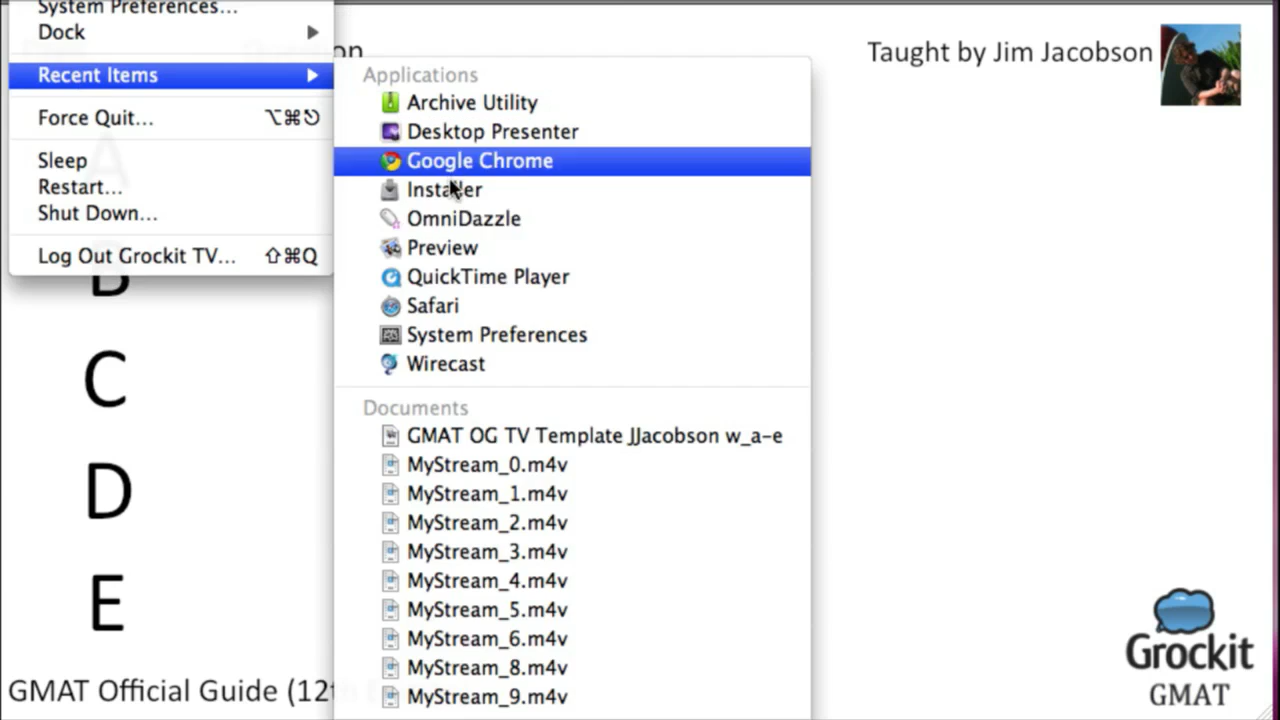 System Preferences...
Dock
Recent Items
Force Quit... ⌥⌘⎋
Sleep
Restart...
Shut Down...
Log Out Grockit TV... ⇧⌘Q
Applications
Archive Utility
Desktop Presenter
Google Chrome
Installer
OmniDazzle
Preview
QuickTime Player
Safari
System Preferences
Wirecast
Documents
GMAT OG TV Template JJacobson w_a-e
MyStream_0.m4v
MyStream_1.m4v
MyStream_2.m4v
MyStream_3.m4v
MyStream_4.m4v
MyStream_5.m4v
MyStream_6.m4v
MyStream_8.m4v
MyStream_9.m4v
Taught by Jim Jacobson
A
B
C
D
E
GMAT Official Guide (12t
Grockit
GMAT